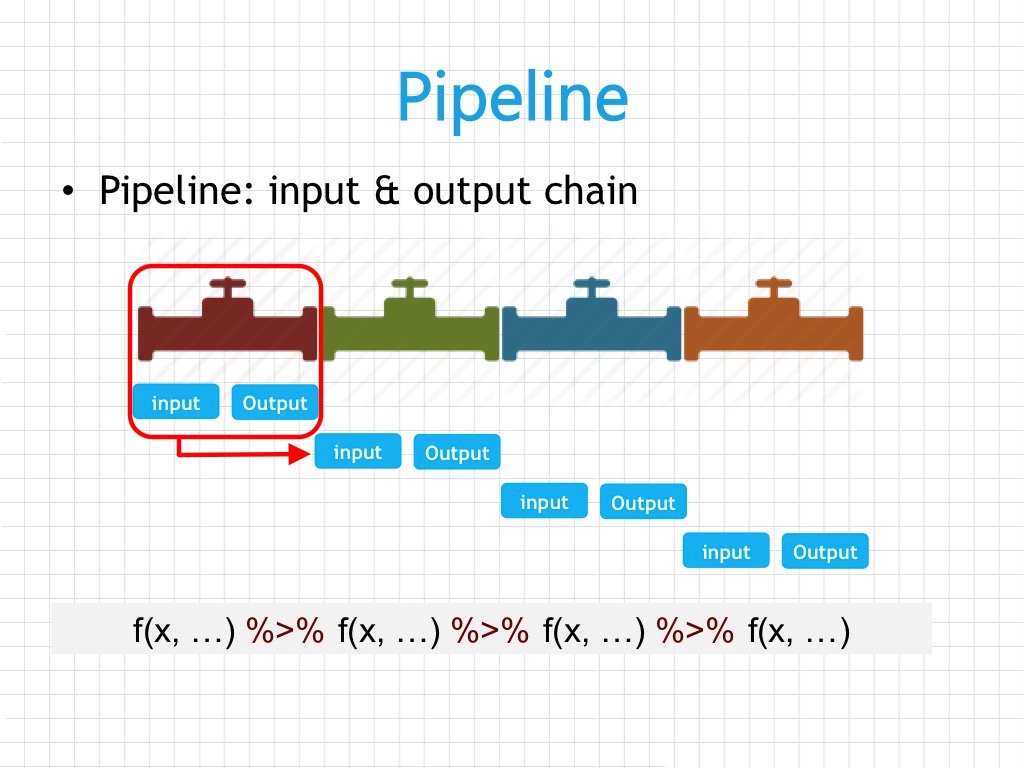 Pipeline
• Pipeline: input & output chain
input Output
input Output
input Output
input Output
f(x, …) %>% f(x, …) %>% f(x, …) %>% f(x, …)